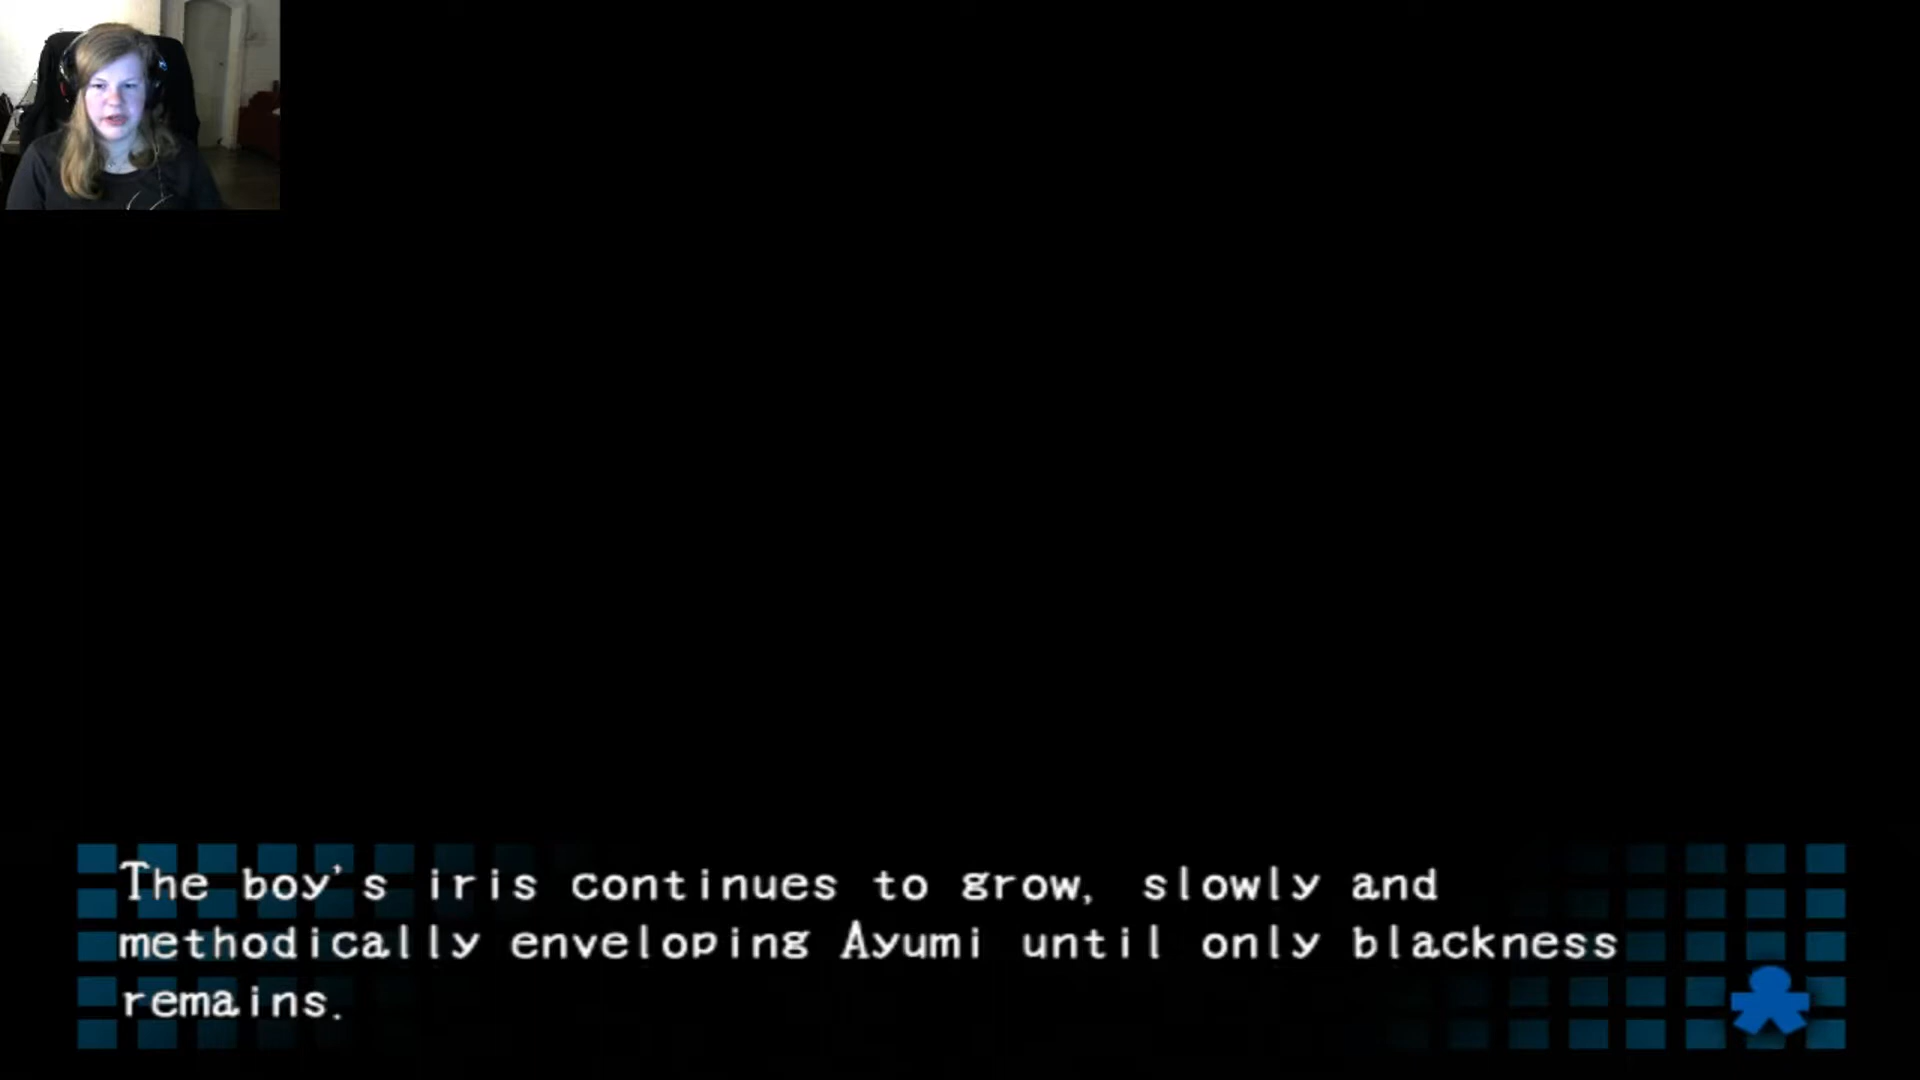 The boy's iris continues to grow, slowly and
methodically enveloping Ayumi until only blackness
remains.